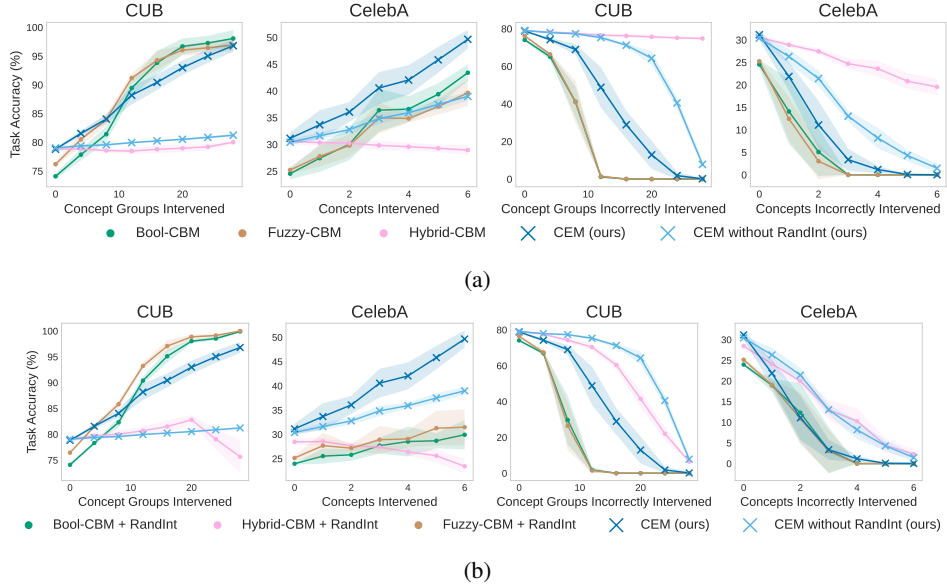 CUB
CelebA
CUB
CelebA
Task Accuracy (%)
100
95
90
85
80
75
0
10
20
Concept Groups Intervened
50
45
40
35
30
25
0
2
4
6
Concepts Intervened
80
60
40
20
0
0
10
20
Concept Groups Incorrectly Intervened
30
25
20
15
10
5
0
0
2
4
6
Concepts Incorrectly Intervened
Bool-CBM
Fuzzy-CBM
Hybrid-CBM
CEM (ours)
CEM without RandInt (ours)
(a)
CUB
CelebA
CUB
CelebA
Task Accuracy (%)
100
95
90
85
80
75
0
10
20
Concept Groups Intervened
50
45
40
35
30
25
0
2
4
6
Concepts Intervened
80
60
40
20
0
0
10
20
Concept Groups Incorrectly Intervened
30
25
20
15
10
5
0
0
2
4
6
Concepts Incorrectly Intervened
Bool-CBM + RandInt
Hybrid-CBM + RandInt
Fuzzy-CBM + RandInt
CEM (ours)
CEM without RandInt (ours)
(b)